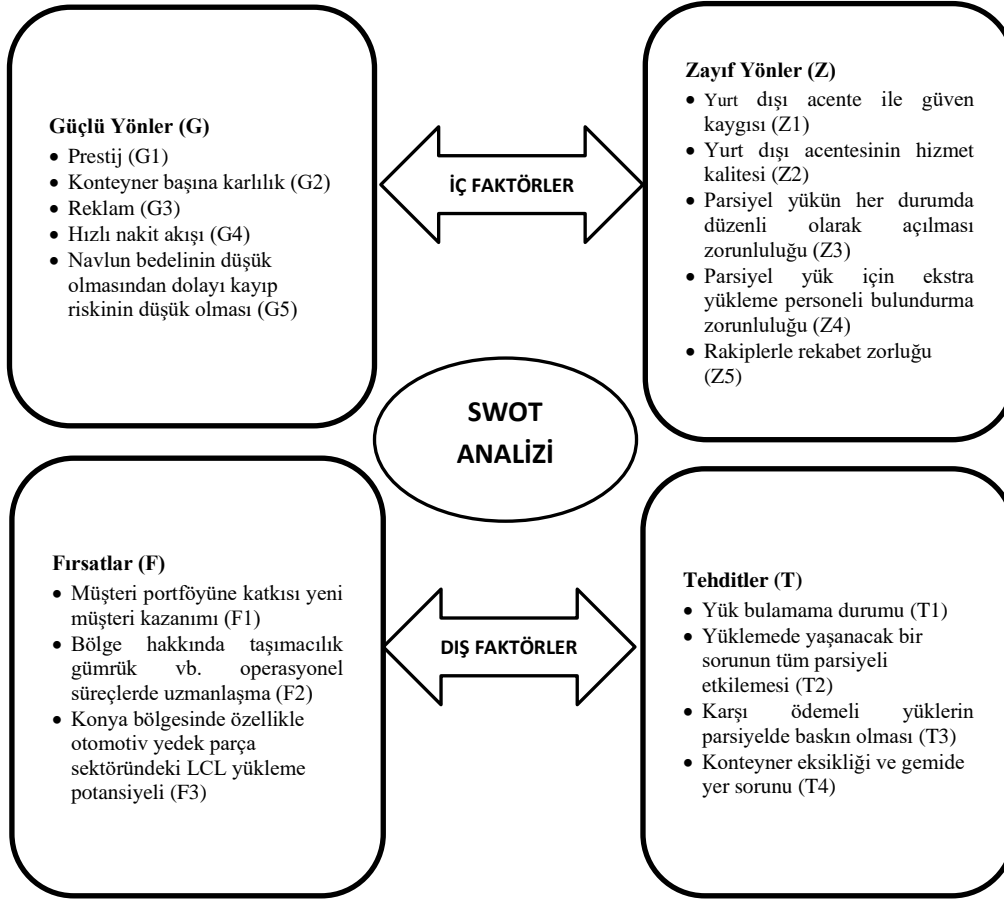 Güçlü Yönler (G)
• Prestij (G1)
• Konteyner başına karlılık (G2)
• Reklam (G3)
• Hızlı nakit akışı (G4)
• Navlun bedelinin düşük
olmasından dolayı kayıp
riskinin düşük olması (G5)
İÇ FAKTÖRLER
Zayıf Yönler (Z)
• Yurt dışı acente ile güven
kaygısı (Z1)
• Yurt dışı acentesinin hizmet
kalitesi (Z2)
• Parsiyel yükün her durumda
düzenli olarak açılması
zorunluluğu (Z3)
• Parsiyel yük için ekstra
yükleme personeli bulundurma
zorunluluğu (Z4)
• Rakiplerle rekabet zorluğu
(Z5)
SWOT
ANALİZİ
Fırsatlar (F)
• Müşteri portföyüne katkısı yeni
müşteri kazanımı (F1)
• Bölge hakkında taşımacılık
gümrük vb. operasyonel
süreçlerde uzmanlaşma (F2)
• Konya bölgesinde özellikle
otomotiv yedek parça
sektöründeki LCL yükleme
potansiyeli (F3)
DIŞ FAKTÖRLER
Tehditler (T)
• Yük bulamama durumu (T1)
• Yüklemede yaşanacak bir
sorunun tüm parsiyeli
etkilemesi (T2)
• Karşı ödemeli yüklerin
parsiyelde baskın olması (T3)
• Konteyner eksikliği ve gemide
yer sorunu (T4)